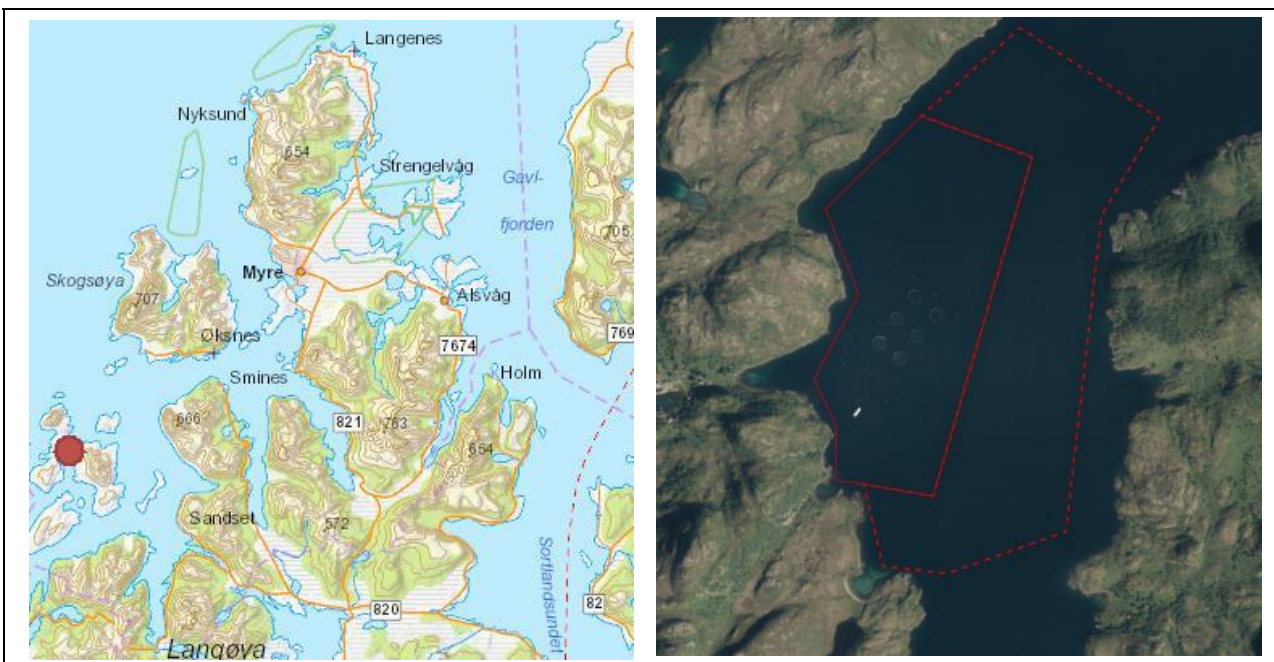 Langenes
Nyksund
654
Strengelvåg
Gavl-
fjorden
705
Skogsøya
707
Myre
Alsvåg
Øksnes
7674
769
Smines
Holm
666
821
763
654
Sandset
572
Sortlandsundet
820
82
Langøya